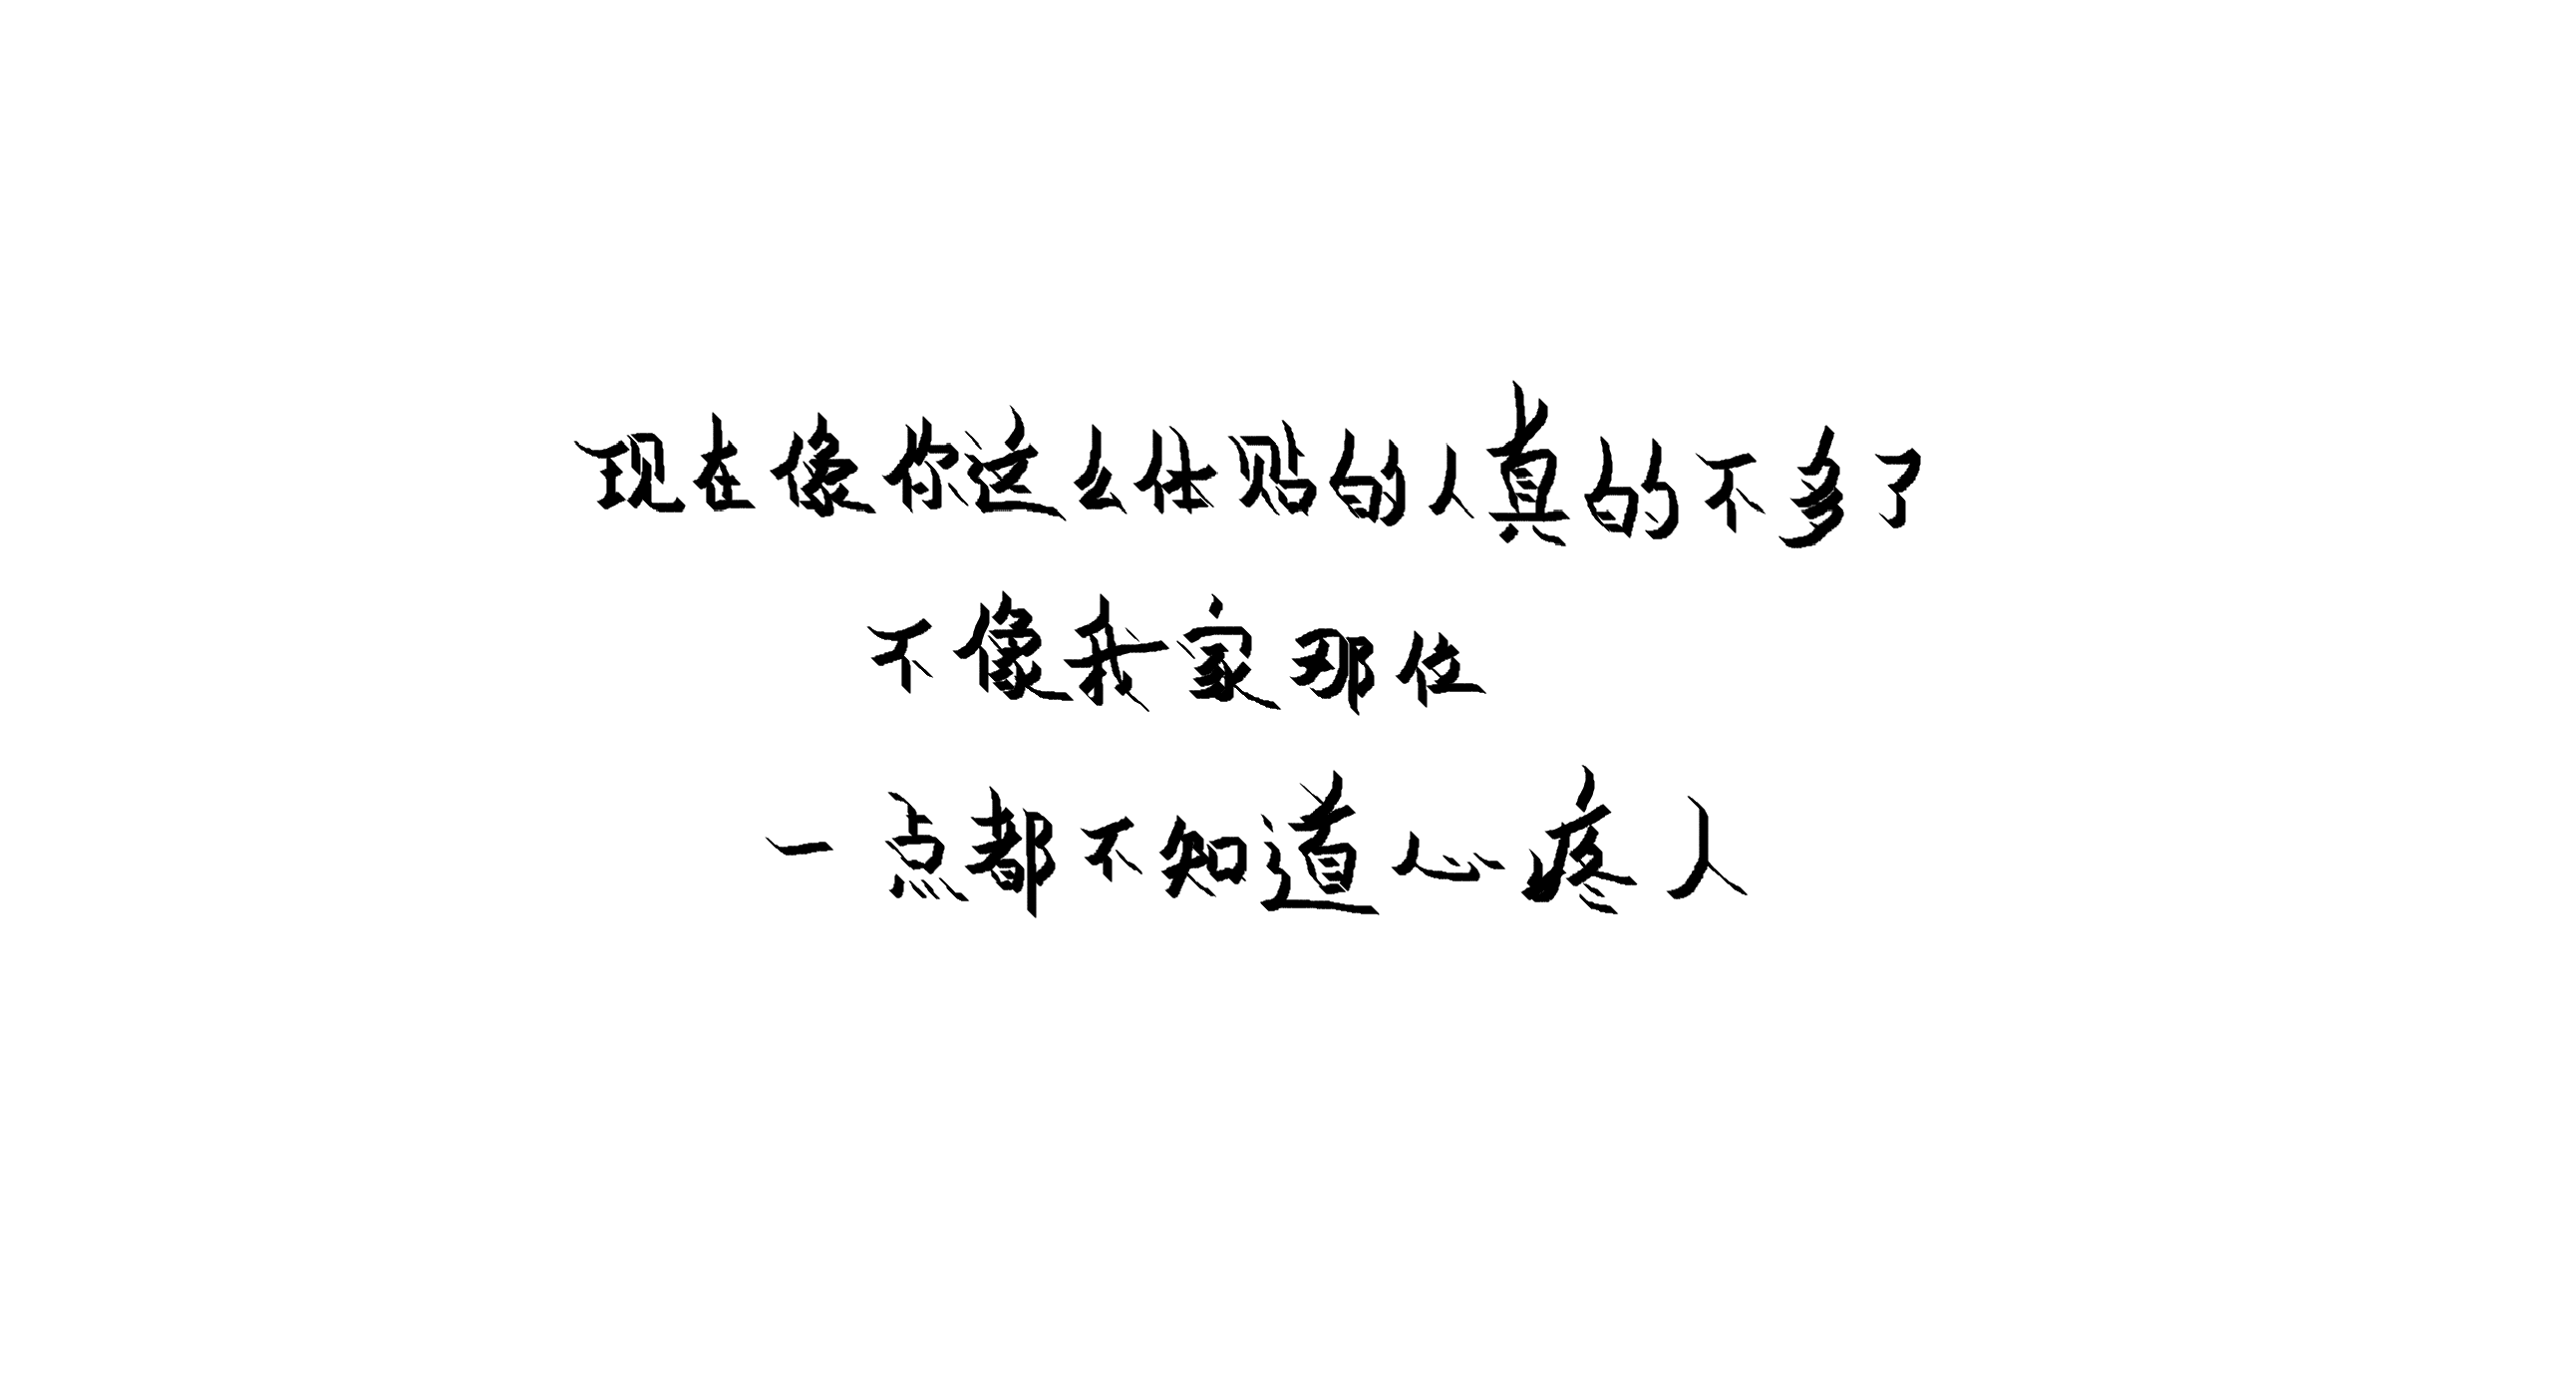 现在像你这么体贴的人真的不多了
不像我家那位
一点都不知道心疼人